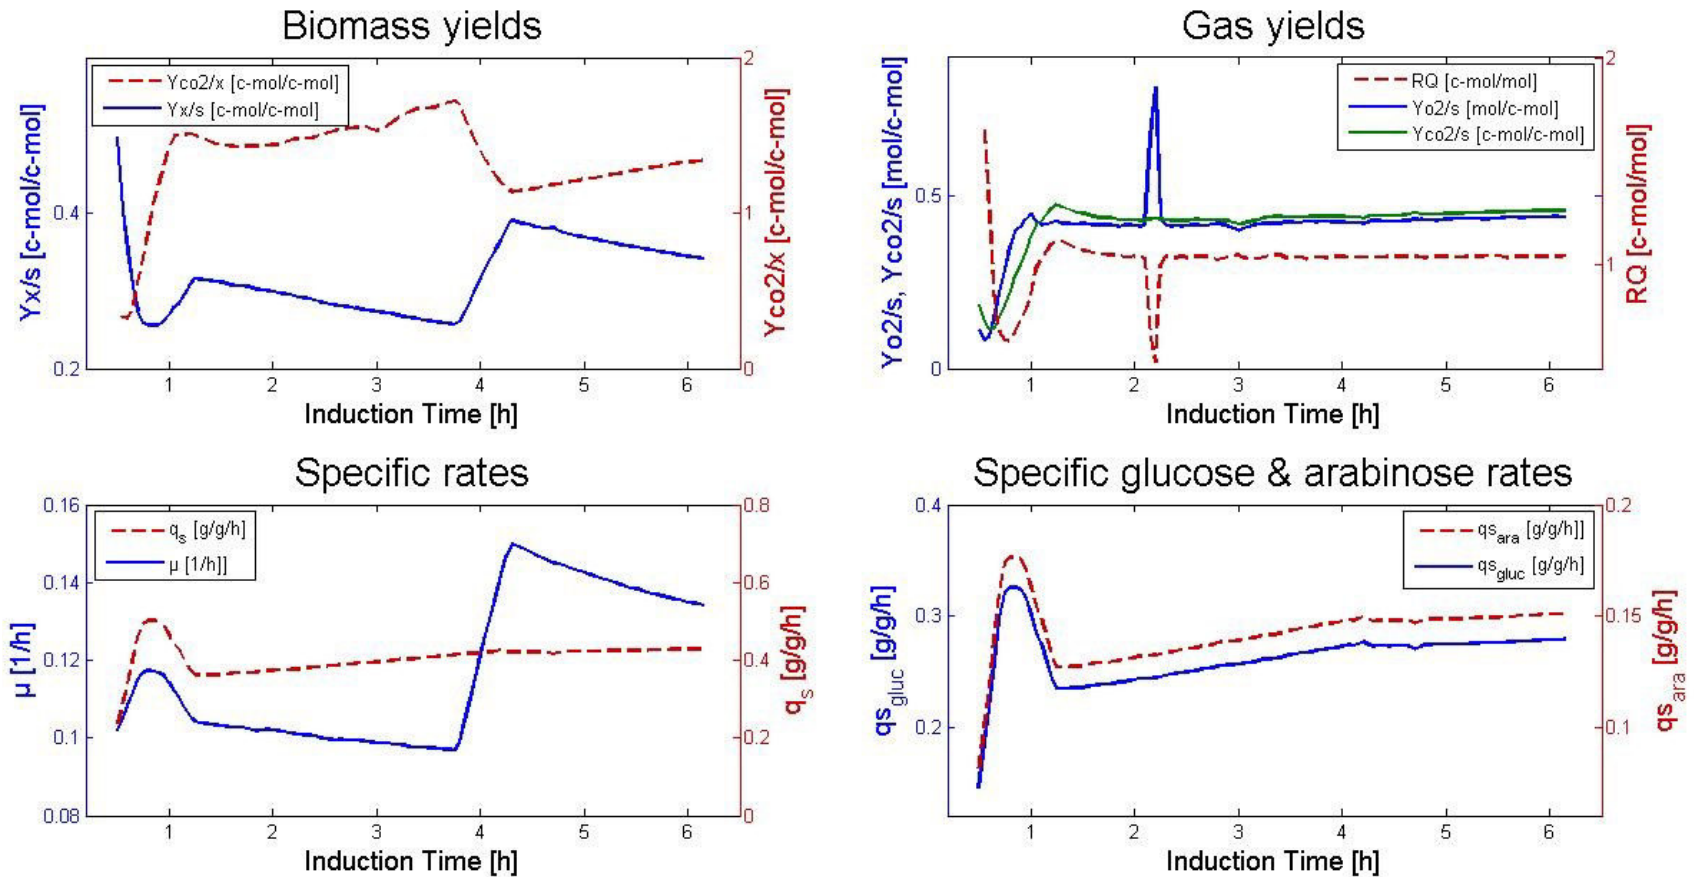 Biomass yields
Yco2/x [c-mol/c-mol]
Yx/s [c-mol/c-mol]
Yx/s [c-mol/c-mol]
0.4
0.2
Yco2/x [c-mol/c-mol]
2
1
0
1 2 3 4 5 6
Induction Time [h]
Gas yields
RQ [c-mol/mol]
Yo2/s [mol/c-mol]
Yco2/s [c-mol/c-mol]
Yo2/s, Yco2/s [mol/c-mol]
0.5
0
RQ [c-mol/mol]
2
1
1 2 3 4 5 6
Induction Time [h]
Specific rates
qs [g/g/h]
μ [1/h]]
μ [1/h]
0.16
0.14
0.12
0.1
0.08
qs [g/g/h]
0.8
0.6
0.4
0.2
0
1 2 3 4 5 6
Induction Time [h]
Specific glucose & arabinose rates
qsara [g/g/h]]
qsgluc [g/g/h]
qsgluc [g/g/h]
0.4
0.3
0.2
qsara [g/g/h]
0.2
0.15
0.1
1 2 3 4 5 6
Induction Time [h]